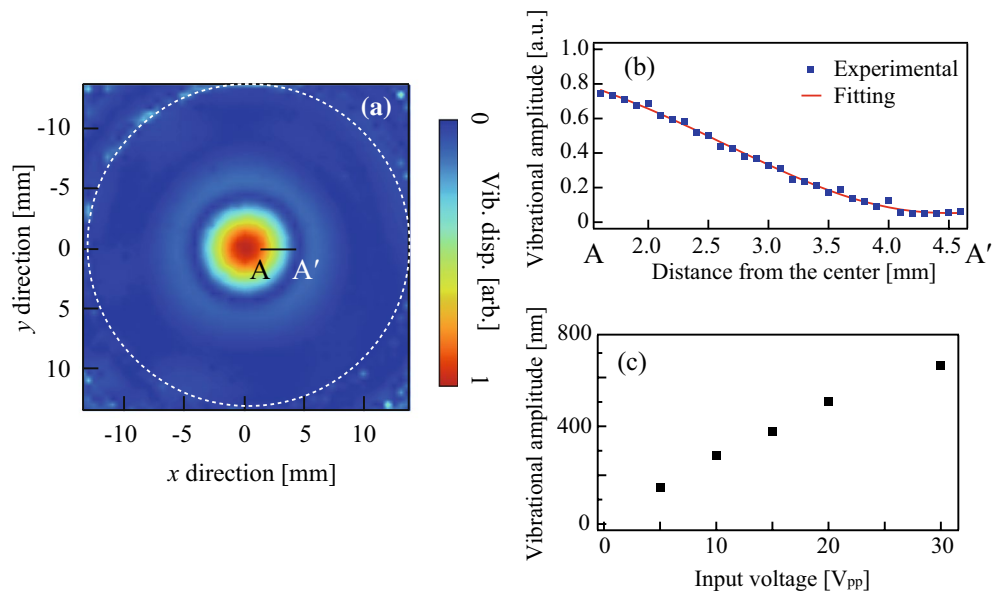 (a)
-10
-5
0
5
10
y direction [mm]
-10
-5
0
5
10
x direction [mm]
A
A′
0
Vib. disp. [arb.]
1
(b)
Vibrational amplitude [a.u.]
1.0
0.8
0.6
0.4
0.2
0
Experimental
Fitting
A
2.0
2.5
3.0
3.5
4.0
4.5
A′
Distance from the center [mm]
(c)
Vibrational amplitude [nm]
800
400
0
0
10
20
30
Input voltage [Vpp]